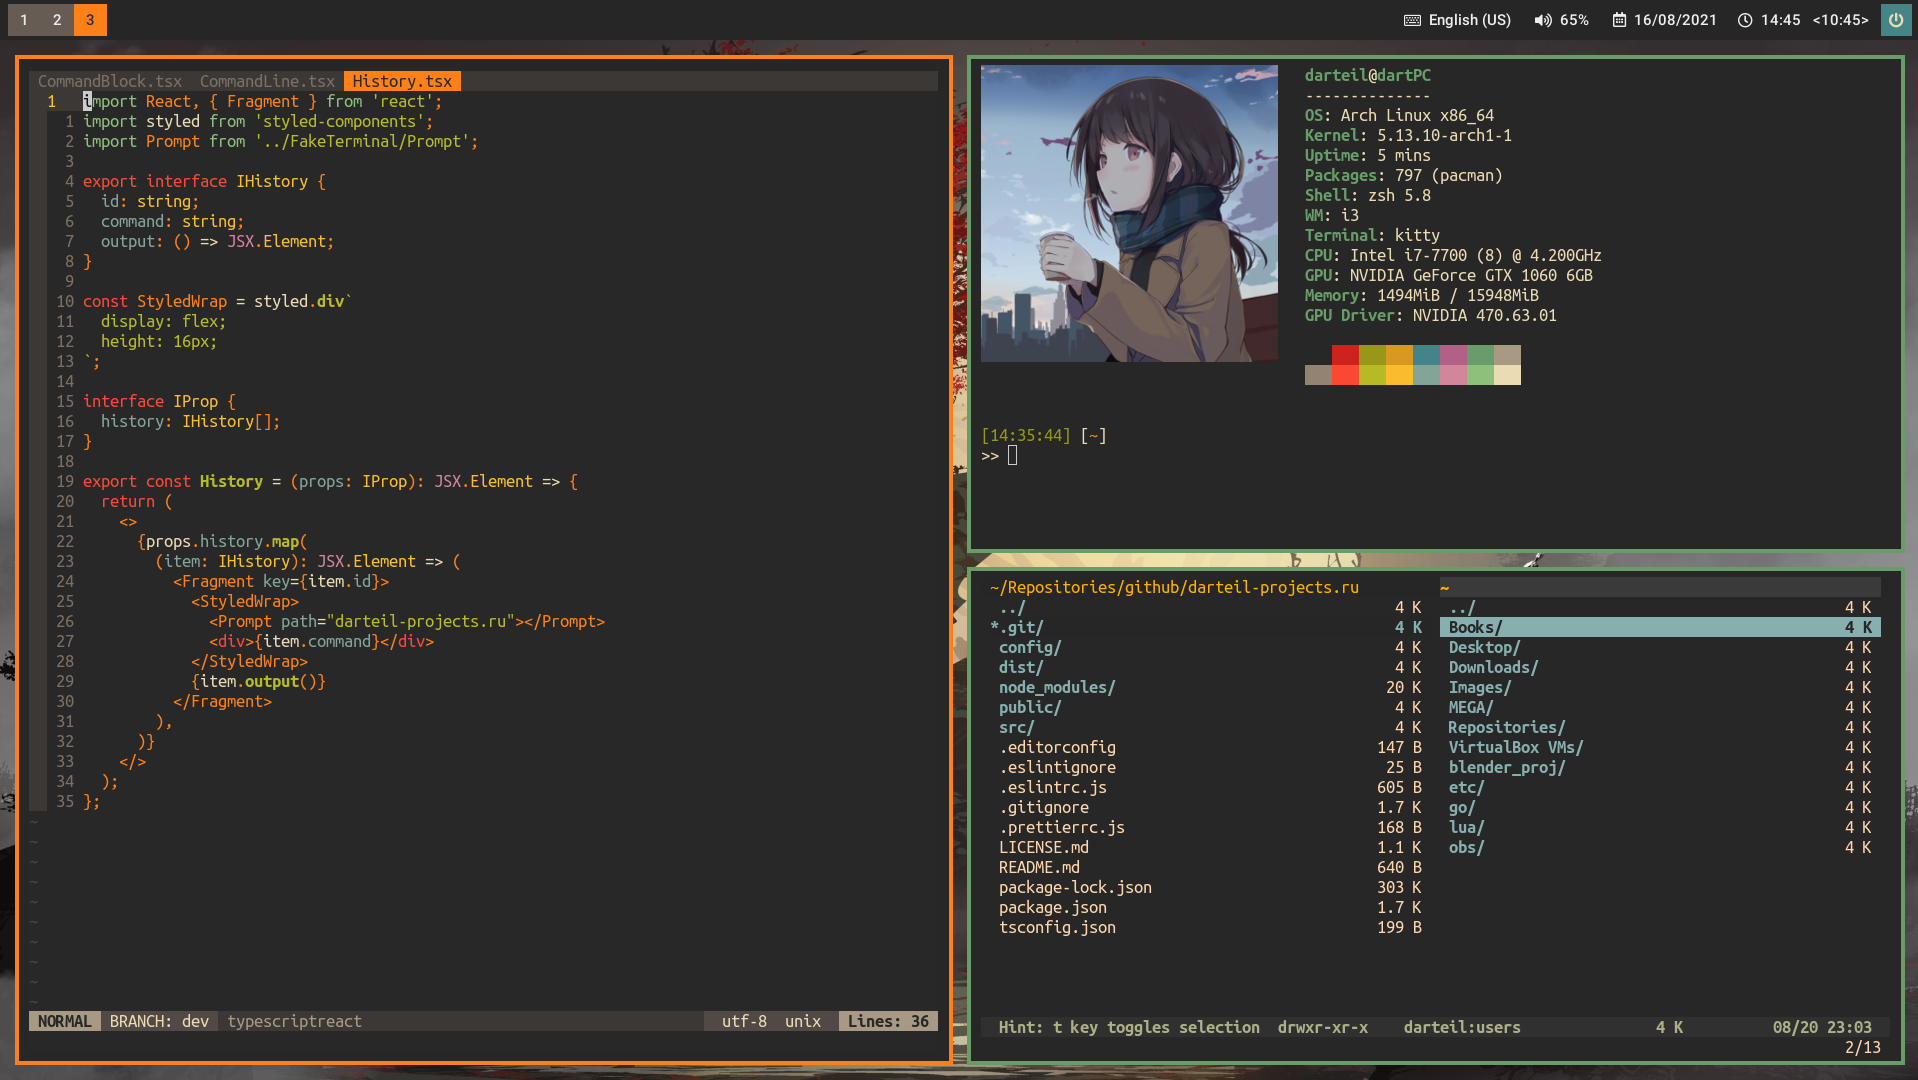 1 2 3
English (US) 65% 16/08/2021 14:45 <10:45>
CommandBlock.tsx CommandLine.tsx History.tsx
1 import React, { Fragment } from 'react';
1 import styled from 'styled-components';
2 import Prompt from '../FakeTerminal/Prompt';
3
4 export interface IHistory {
5 id: string;
6 command: string;
7 output: () => JSX.Element;
8 }
9
10 const StyledWrap = styled.div`
11 display: flex;
12 height: 16px;
13 `;
14
15 interface IProp {
16 history: IHistory[];
17 }
18
19 export const History = (props: IProp): JSX.Element => {
20 return (
21 <>
22 {props.history.map(
23 (item: IHistory): JSX.Element => (
24 <Fragment key={item.id}>
25 <StyledWrap>
26 <Prompt path="darteil-projects.ru"></Prompt>
27 <div>{item.command}</div>
28 </StyledWrap>
29 {item.output()}
30 </Fragment>
31 ),
32 )}
33 </>
34 );
35 };
~
~
~
~
~
~
~
~
~
~
NORMAL BRANCH: dev typescriptreact utf-8 unix Lines: 36
darteil@dartPC
--------------
OS: Arch Linux x86_64
Kernel: 5.13.10-arch1-1
Uptime: 5 mins
Packages: 797 (pacman)
Shell: zsh 5.8
WM: i3
Terminal: kitty
CPU: Intel i7-7700 (8) @ 4.200GHz
GPU: NVIDIA GeForce GTX 1060 6GB
Memory: 1494MiB / 15948MiB
GPU Driver: NVIDIA 470.63.01
[14:35:44] [~]
>>
~/Repositories/github/darteil-projects.ru
../ 4 K
*.git/ 4 K
config/ 4 K
dist/ 4 K
node_modules/ 20 K
public/ 4 K
src/ 4 K
.editorconfig 147 B
.eslintignore 25 B
.eslintrc.js 605 B
.gitignore 1.7 K
.prettierrc.js 168 B
LICENSE.md 1.1 K
README.md 640 B
package-lock.json 303 K
package.json 1.7 K
tsconfig.json 199 B
~
../ 4 K
Books/ 4 K
Desktop/ 4 K
Downloads/ 4 K
Images/ 4 K
MEGA/ 4 K
Repositories/ 4 K
VirtualBox VMs/ 4 K
blender_proj/ 4 K
etc/ 4 K
go/ 4 K
lua/ 4 K
obs/ 4 K
Hint: t key toggles selection drwxr-xr-x darteil:users 4 K 08/20 23:03
2/13